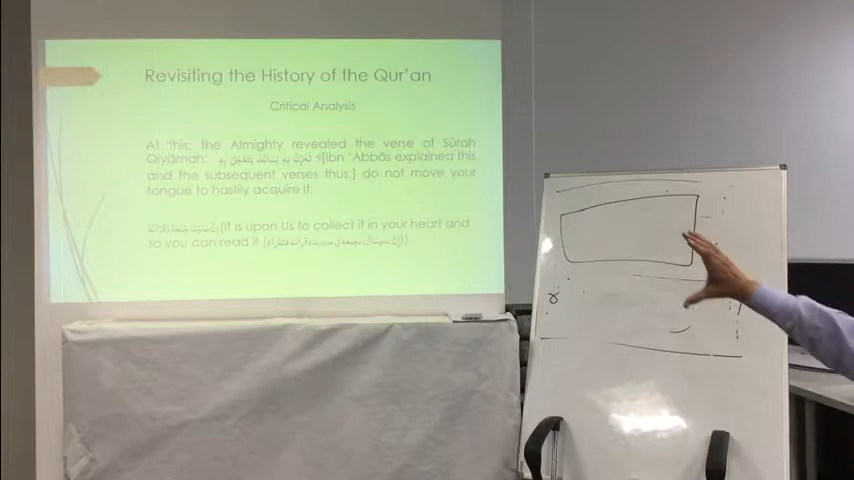 Revisiting the History of the Qur'an
Critical Analysis
At this, the Almighty revealed the verse of Sūrah
Qiyāmah: لَا تُحَرِّكْ بِهِ لِسَانَكَ لِتَعْجَلَ بِهِ [Ibn 'Abbās explained this
and the subsequent verses thus:] do not move your
tongue to hastily acquire it;
إِنَّ عَلَيْنَا جَمْعَهُ وَقُرْآنَهُ [It is upon Us to collect it in your heart and
so you can read it